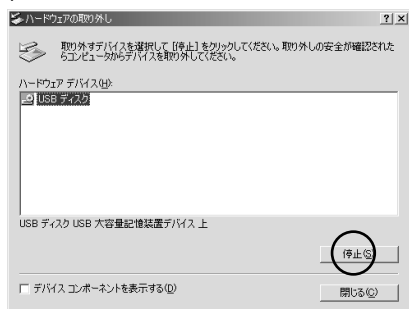 ハードウェアの取り外し
取り外すデバイスを選択して [停止] をクリックしてください。取り外しの安全が確認された
らコンピュータからデバイスを取り外してください。
ハードウェア デバイス(H):
USB ディスク
USB ディスク USB 大容量記憶装置デバイス 上
停止(S)
デバイス コンポーネントを表示する(D)
閉じる(C)